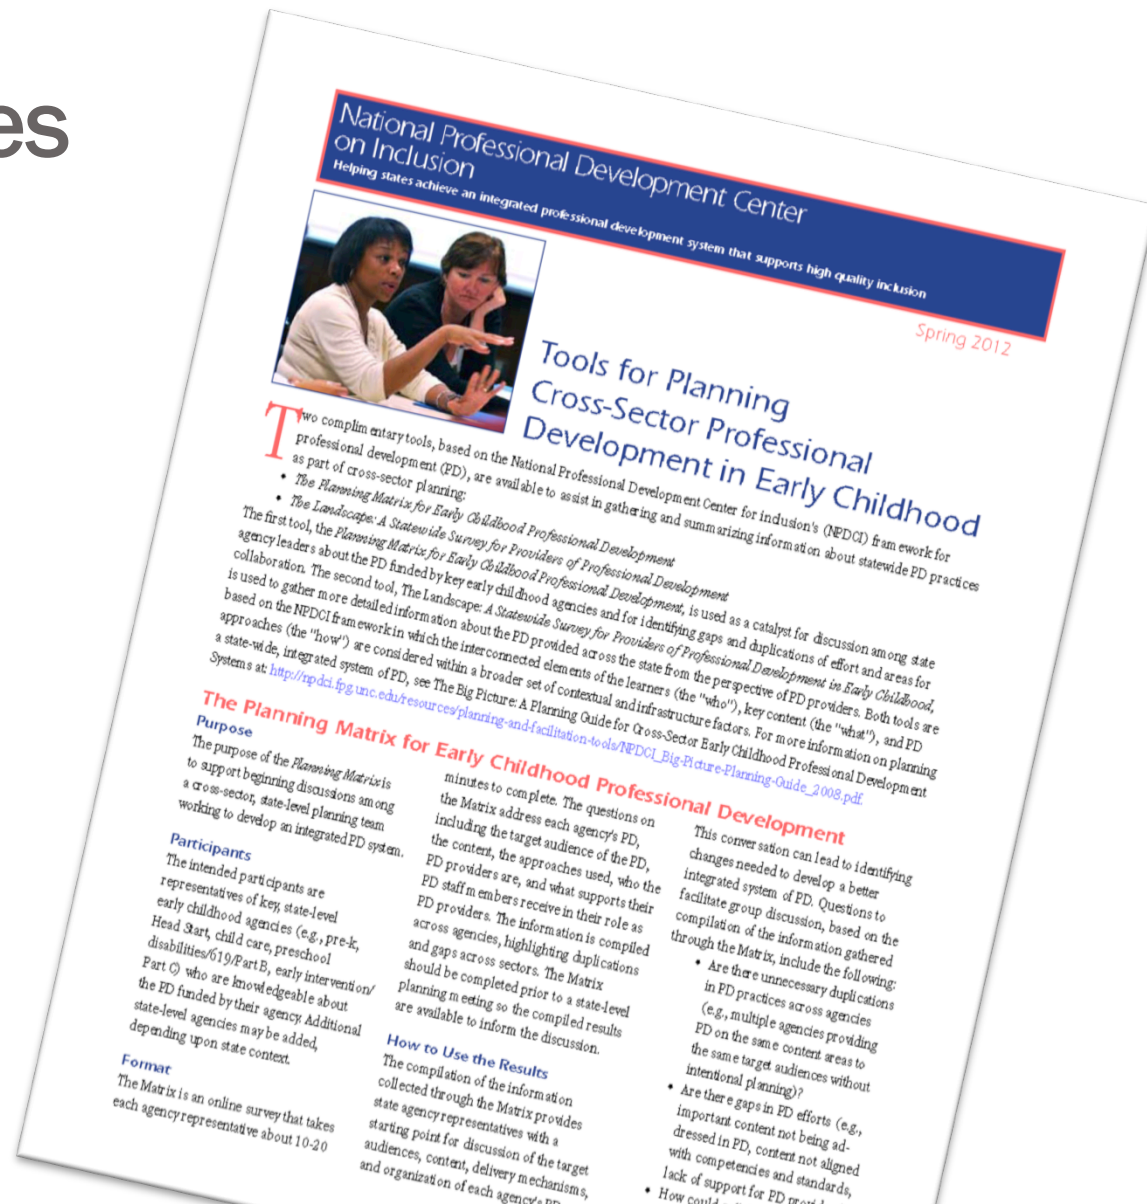 es
National Professional Development Center
on Inclusion
Helping states achieve an integrated professional development system that supports high quality inclusion
Spring 2012
Tools for Planning
Cross-Sector Professional
Development in Early Childhood
Two complimentary tools, based on the National Professional Development Center for inclusion's (NPDCI) framework for
professional development (PD), are available to assist in gathering and summarizing information about statewide PD practices
as part of cross-sector planning:
• The Planning Matrix for Early Childhood Professional Development
• The Landscape: A Statewide Survey for Providers of Professional Development
The first tool, the Planning Matrix for Early Childhood Professional Development, is used as a catalyst for discussion among state
agency leaders about the PD funded by key early childhood agencies and for identifying gaps and duplications of effort and areas for
collaboration. The second tool, The Landscape: A Statewide Survey for Providers of Professional Development in Early Childhood,
is used to gather more detailed information about the PD provided across the state from the perspective of PD providers. Both tools are
based on the NPDCI framework in which the interconnected elements of the learners (the "who"), key content (the "what"), and PD
approaches (the "how") are considered within a broader set of contextual and infrastructure factors. For more information on planning
a state-wide, integrated system of PD, see The Big Picture: A Planning Guide for Cross-Sector Early Childhood Professional Development
Systems at: http://npdci.fpg.unc.edu/resources/planning-and-facilitation-tools/NPDCI_Big-Picture-Planning-Guide_2008.pdf.
The Planning Matrix for Early Childhood Professional Development
Purpose
The purpose of the Planning Matrix is
to support beginning discussions among
a cross-sector, state-level planning team
working to develop an integrated PD system.
Participants
The intended participants are
representatives of key, state-level
early childhood agencies (e.g., pre-k,
Head Start, child care, preschool
disabilities/619/Part B, early intervention/
Part C) who are knowledgeable about
the PD funded by their agency. Additional
state-level agencies may be added,
depending upon state context.
Format
The Matrix is an online survey that takes
each agency representative about 10-20
minutes to complete. The questions on
the Matrix address each agency's PD,
including the target audience of the PD,
the content, the approaches used, who the
PD providers are, and what supports their
PD staff members receive in their role as
PD providers. The information is compiled
across agencies, highlighting duplications
and gaps across sectors. The Matrix
should be completed prior to a state-level
planning meeting so the compiled results
are available to inform the discussion.
How to Use the Results
The compilation of the information
collected through the Matrix provides
state agency representatives with a
starting point for discussion of the target
audiences, content, delivery mechanisms,
and organization of each agency's PD
This conversation can lead to identifying
changes needed to develop a better
integrated system of PD. Questions to
facilitate group discussion, based on the
compilation of the information gathered
through the Matrix, include the following:
• Are there unnecessary duplications
in PD practices across agencies
(e.g., multiple agencies providing
PD on the same content areas to
the same target audiences without
intentional planning)?
• Are there gaps in PD efforts (e.g.,
important content not being ad-
dressed in PD, content not aligned
with competencies and standards,
lack of support for PD
• How could